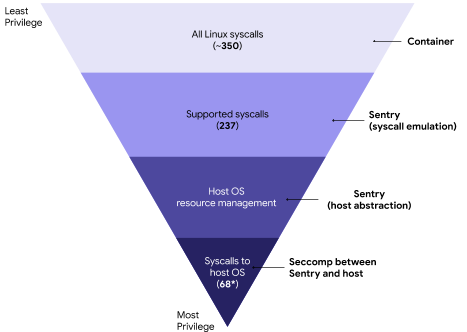 Least
Privilege
All Linux syscalls
(~350)
Container
Supported syscalls
(237)
Sentry
(syscall emulation)
Host OS
resource management
Sentry
(host abstraction)
Syscalls to
host OS
(68*)
Seccomp between
Sentry and host
Most
Privilege